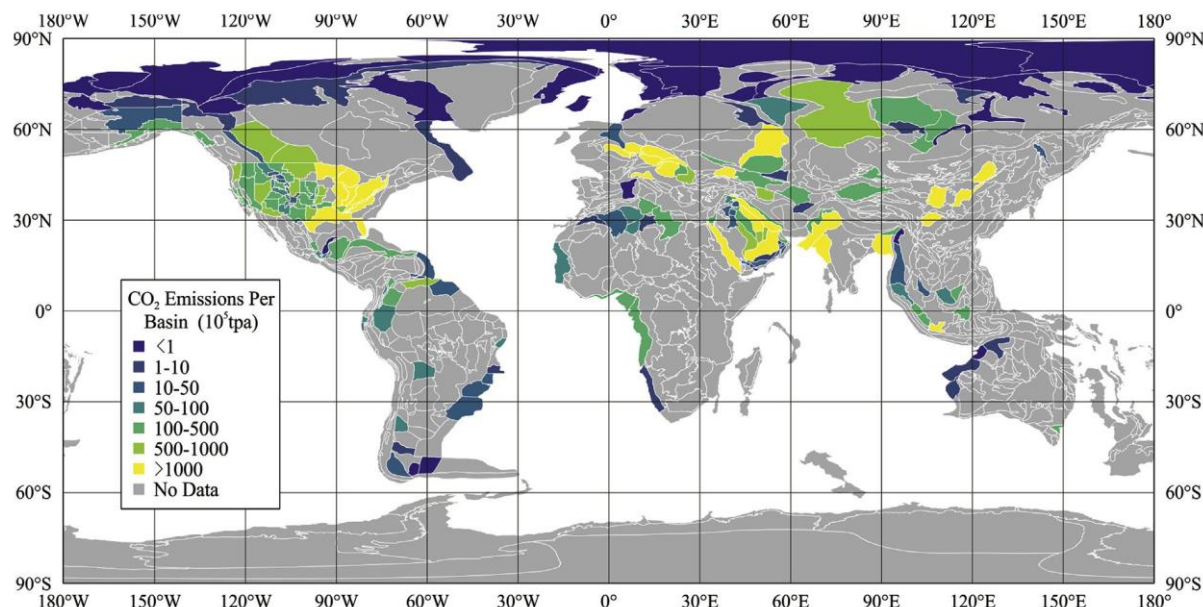 180°W 150°W 120°W 90°W 60°W 30°W 0° 30°E 60°E 90°E 120°E 150°E 180°
90°N 90°N
60°N 60°N
30°N 30°N
0° 0°
30°S 30°S
60°S 60°S
90°S 90°S
180°W 150°W 120°W 90°W 60°W 30°W 0° 30°E 60°E 90°E 120°E 150°E 180°
CO₂ Emissions Per
Basin (10⁵tpa)
<1
1-10
10-50
50-100
100-500
500-1000
>1000
No Data